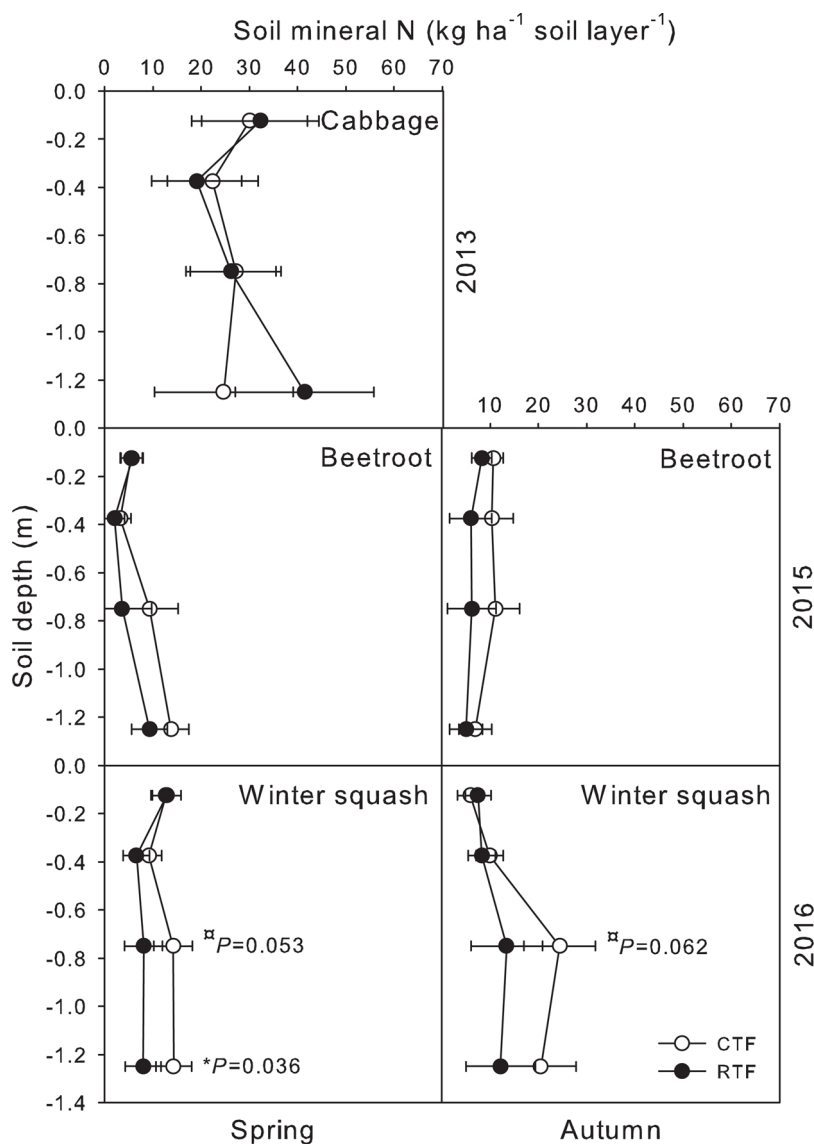 Soil mineral N (kg ha⁻¹ soil layer⁻¹)
0 10 20 30 40 50 60 70
0.0
-0.2
-0.4
-0.6
-0.8
-1.0
-1.2
Cabbage
2013
10 20 30 40 50 60 70
Soil depth (m)
0.0
-0.2
-0.4
-0.6
-0.8
-1.0
-1.2
Beetroot
Beetroot
2015
0.0
-0.2
-0.4
-0.6
-0.8
-1.0
-1.2
-1.4
Winter squash
¤P=0.053
*P=0.036
Winter squash
¤P=0.062
CTF
RTF
2016
Spring
Autumn